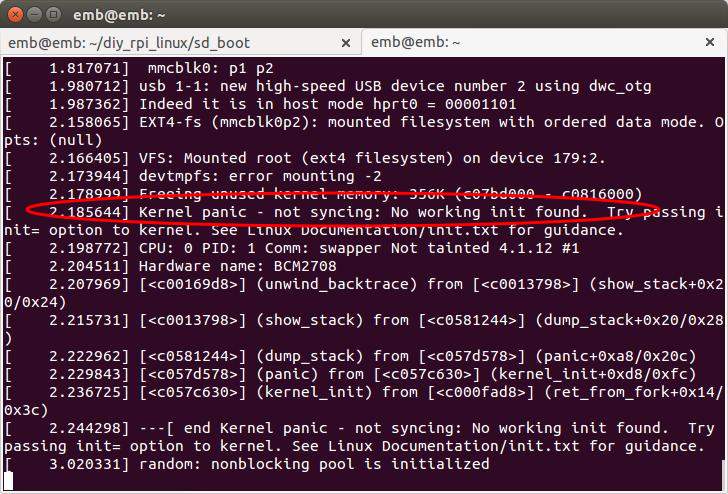 emb@emb: ~
emb@emb: ~/diy_rpi_linux/sd_boot
emb@emb: ~
[    1.817071]  mmcblk0: p1 p2
[    1.980712] usb 1-1: new high-speed USB device number 2 using dwc_otg
[    1.987362] Indeed it is in host mode hprt0 = 00001101
[    2.158065] EXT4-fs (mmcblk0p2): mounted filesystem with ordered data mode. O
pts: (null)
[    2.166405] VFS: Mounted root (ext4 filesystem) on device 179:2.
[    2.173944] devtmpfs: error mounting -2
[    2.178999] Freeing unused kernel memory: 356K (c07bd000 - c0816000)
[    2.185644] Kernel panic - not syncing: No working init found.  Try passing i
nit= option to kernel. See Linux Documentation/init.txt for guidance.
[    2.198772] CPU: 0 PID: 1 Comm: swapper Not tainted 4.1.12 #1
[    2.204511] Hardware name: BCM2708
[    2.207969] [<c00169d8>] (unwind_backtrace) from [<c0013798>] (show_stack+0x2
0/0x24)
[    2.215731] [<c0013798>] (show_stack) from [<c0581244>] (dump_stack+0x20/0x28
)
[    2.222962] [<c0581244>] (dump_stack) from [<c057d578>] (panic+0xa8/0x20c)
[    2.229843] [<c057d578>] (panic) from [<c057c630>] (kernel_init+0xd8/0xfc)
[    2.236725] [<c057c630>] (kernel_init) from [<c000fad8>] (ret_from_fork+0x14/
0x3c)
[    2.244298] ---[ end Kernel panic - not syncing: No working init found.  Try
passing init= option to kernel. See Linux Documentation/init.txt for guidance.
[    3.020331] random: nonblocking pool is initialized